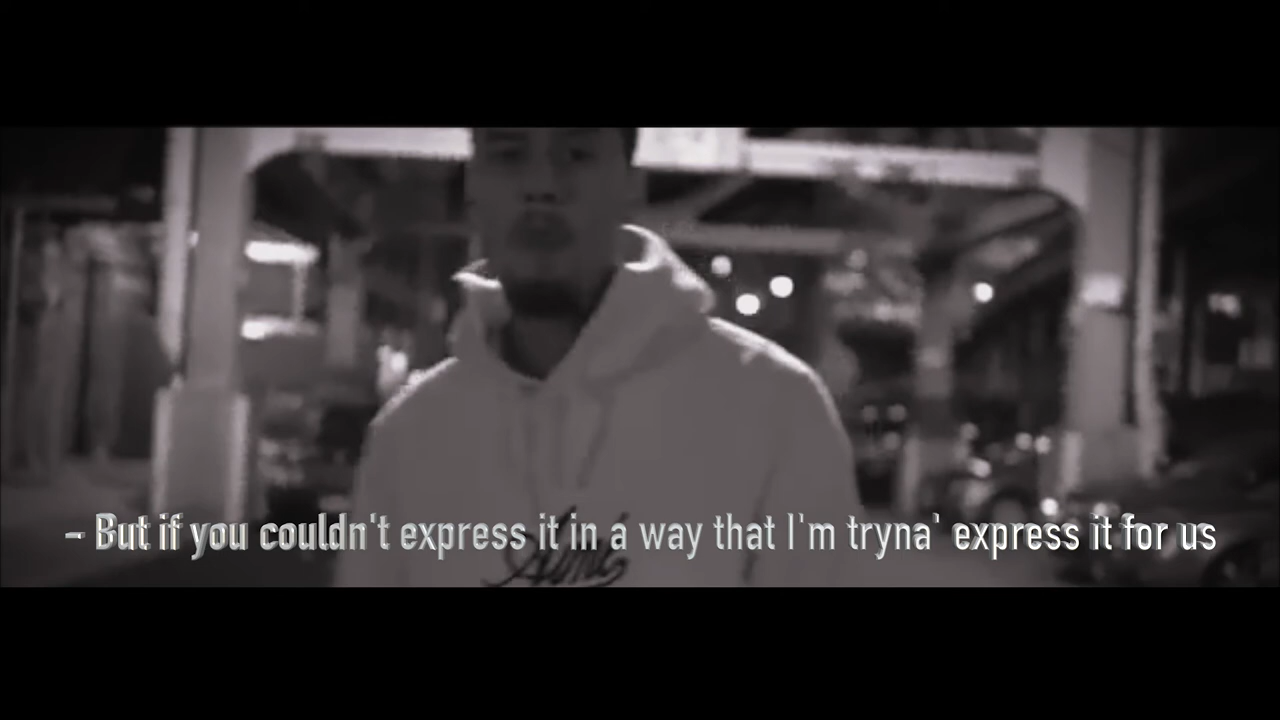 - But if you couldn't express it in a way that I'm tryna' express it for us